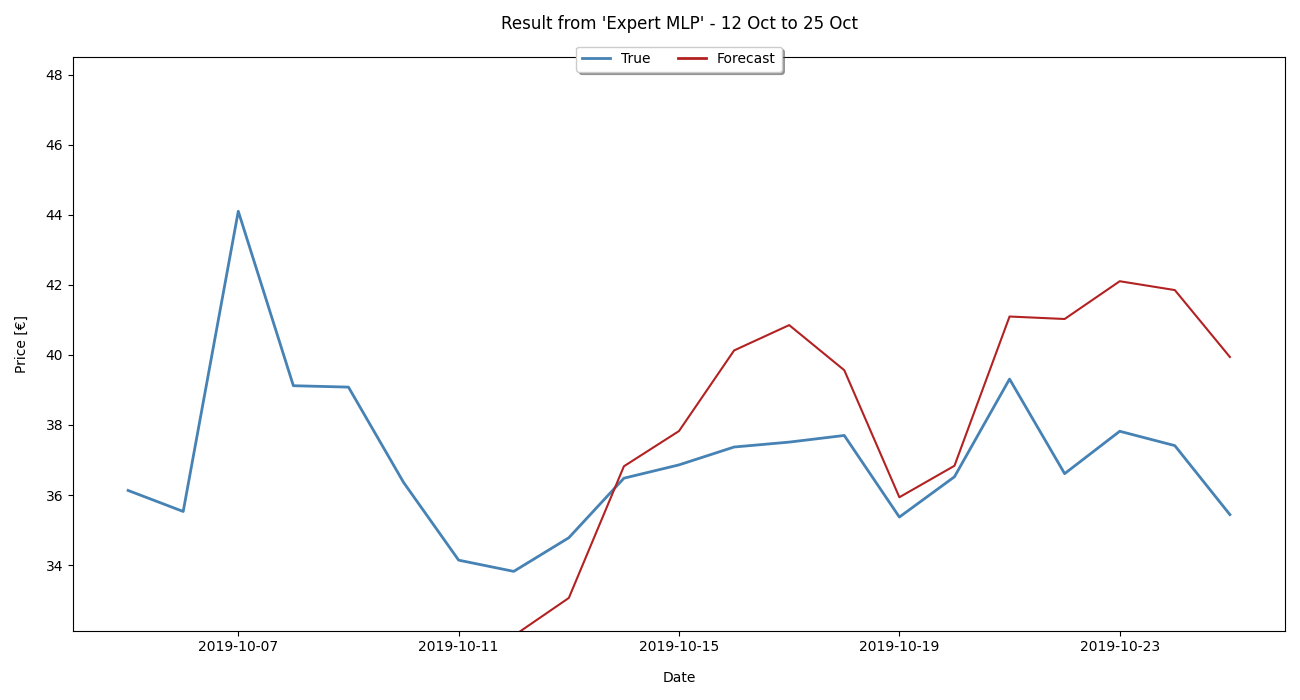 Result from 'Expert MLP' - 12 Oct to 25 Oct
True Forecast
48
46
44
42
40
38
36
34
Price [€]
2019-10-07 2019-10-11 2019-10-15 2019-10-19 2019-10-23
Date